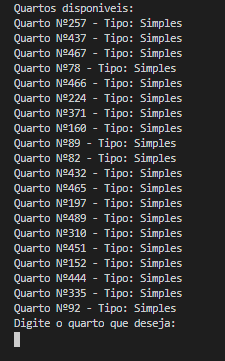 Quartos disponiveis:
Quarto Nº257 - Tipo: Simples
Quarto Nº437 - Tipo: Simples
Quarto Nº467 - Tipo: Simples
Quarto Nº78 - Tipo: Simples
Quarto Nº466 - Tipo: Simples
Quarto Nº224 - Tipo: Simples
Quarto Nº371 - Tipo: Simples
Quarto Nº160 - Tipo: Simples
Quarto Nº89 - Tipo: Simples
Quarto Nº82 - Tipo: Simples
Quarto Nº432 - Tipo: Simples
Quarto Nº465 - Tipo: Simples
Quarto Nº197 - Tipo: Simples
Quarto Nº489 - Tipo: Simples
Quarto Nº310 - Tipo: Simples
Quarto Nº451 - Tipo: Simples
Quarto Nº152 - Tipo: Simples
Quarto Nº444 - Tipo: Simples
Quarto Nº335 - Tipo: Simples
Quarto Nº92 - Tipo: Simples
Digite o quarto que deseja: